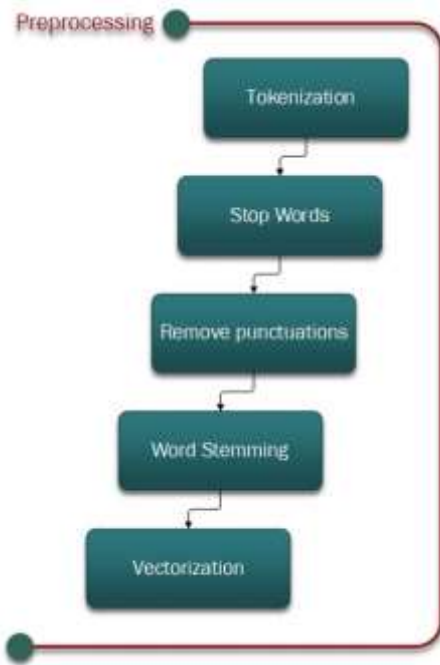 Preprocessing
Tokenization
Stop Words
Remove punctuations
Word Stemming
Vectorization